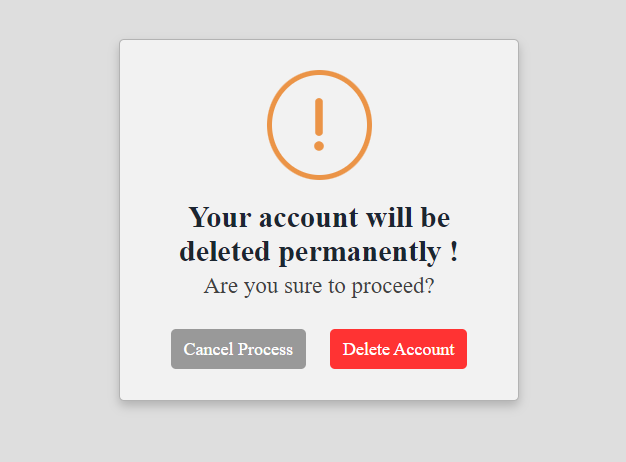 Your account will be
deleted permanently !
Are you sure to proceed?
Cancel Process
Delete Account